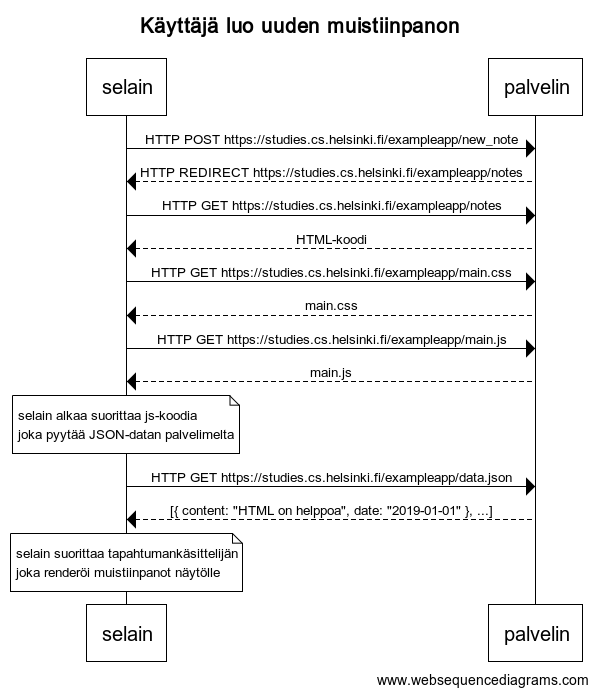 Käyttäjä luo uuden muistiinpanon
selain
palvelin
HTTP POST https://studies.cs.helsinki.fi/exampleapp/new_note
HTTP REDIRECT https://studies.cs.helsinki.fi/exampleapp/notes
HTTP GET https://studies.cs.helsinki.fi/exampleapp/notes
HTML-koodi
HTTP GET https://studies.cs.helsinki.fi/exampleapp/main.css
main.css
HTTP GET https://studies.cs.helsinki.fi/exampleapp/main.js
main.js
selain alkaa suorittaa js-koodia
joka pyytää JSON-datan palvelimelta
HTTP GET https://studies.cs.helsinki.fi/exampleapp/data.json
[{ content: "HTML on helppoa", date: "2019-01-01" }, ...]
selain suorittaa tapahtumankäsittelijän
joka renderöi muistiinpanot näytölle
selain
palvelin
www.websequencediagrams.com